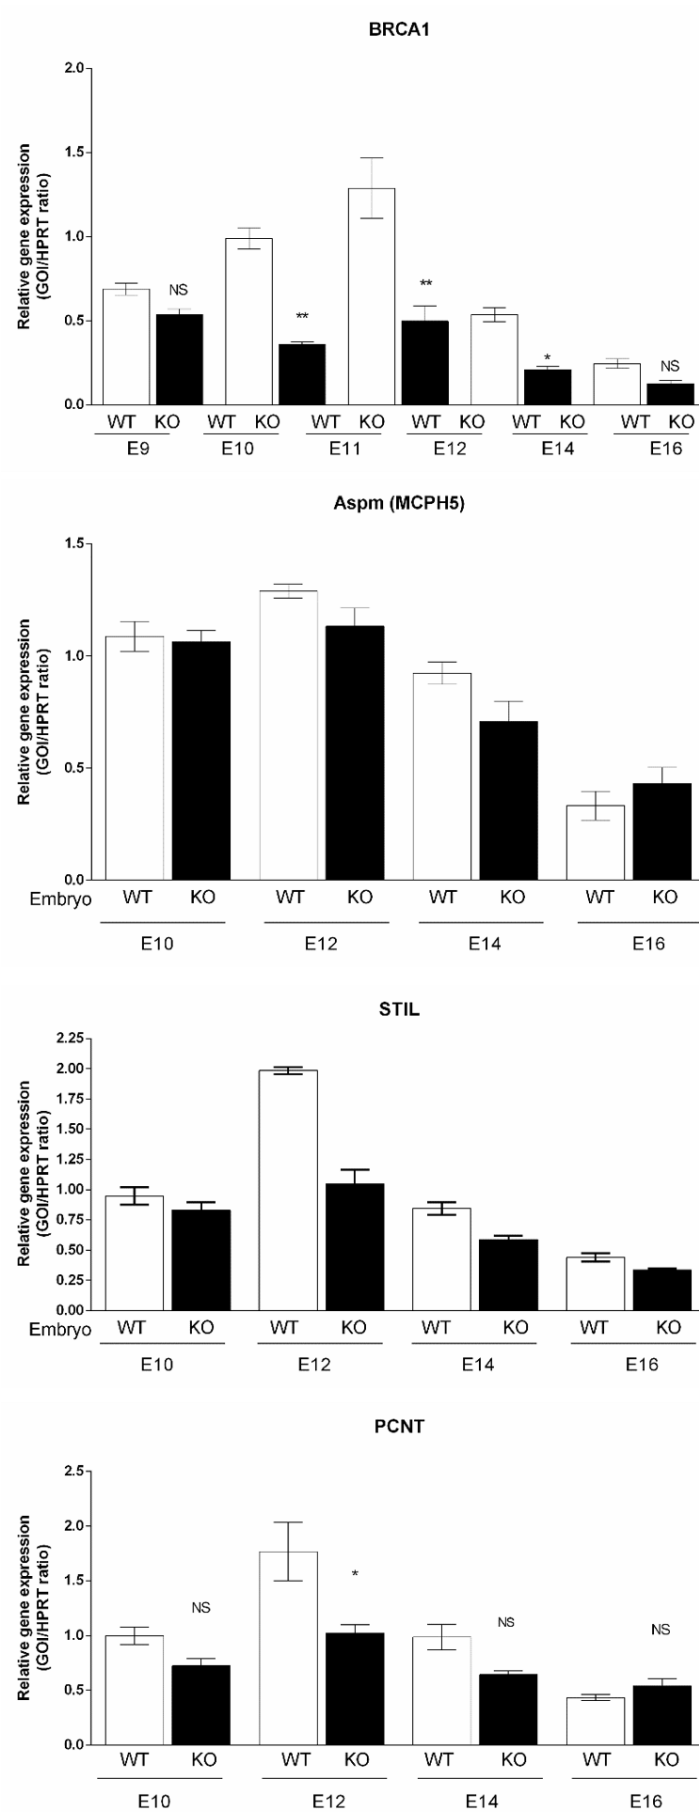 BRCA1
Relative gene expression
(GOI/HPRT ratio)
2.0
1.5
1.0
0.5
0.0
NS
**
**
*
NS
WT KO WT KO WT KO WT KO WT KO WT KO
E9 E10 E11 E12 E14 E16
Aspm (MCPH5)
Relative gene expression
(GOI/HPRT ratio)
1.5
1.0
0.5
0.0
Embryo WT KO WT KO WT KO WT KO
E10 E12 E14 E16
STIL
Relative gene expression
(GOI/HPRT ratio)
2.25
2.00
1.75
1.50
1.25
1.00
0.75
0.50
0.25
0.00
Embryo WT KO WT KO WT KO WT KO
E10 E12 E14 E16
PCNT
Relative gene expression
(GOI/HPRT ratio)
2.5
2.0
1.5
1.0
0.5
0.0
NS
*
NS
NS
WT KO WT KO WT KO WT KO
E10 E12 E14 E16